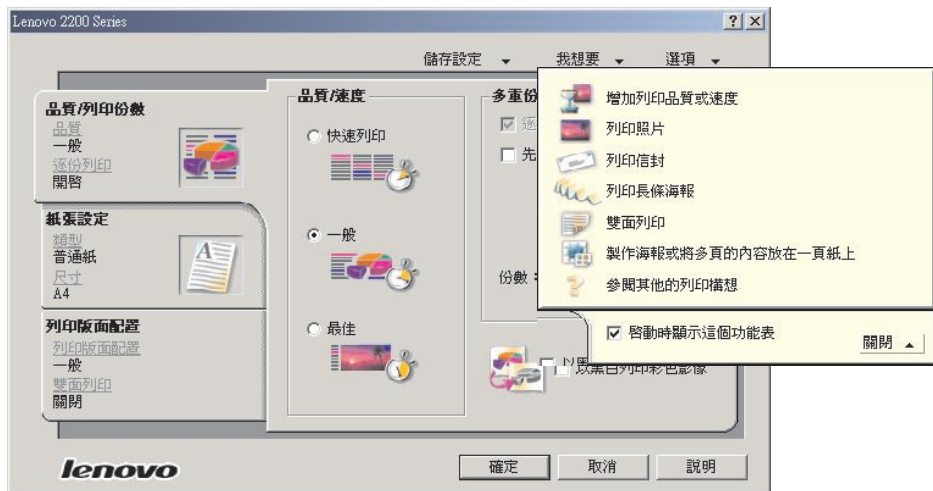 Lenovo 2200 Series
儲存設定
我想要
選項
品質/列印份數
品質
一般
逐份列印
開啓
紙張設定
類型
普通紙
尺寸
A4
列印版面配置
列印版面配置
一般
雙面列印
關閉
品質/速度
快速列印
一般
最佳
多重份
逐
先
份數：
以黑白列印彩色影像
增加列印品質或速度
列印照片
列印信封
列印長條海報
雙面列印
製作海報或將多頁的內容放在一頁紙上
參閱其他的列印構想
啓動時顯示這個功能表
關閉
lenovo
確定
取消
說明